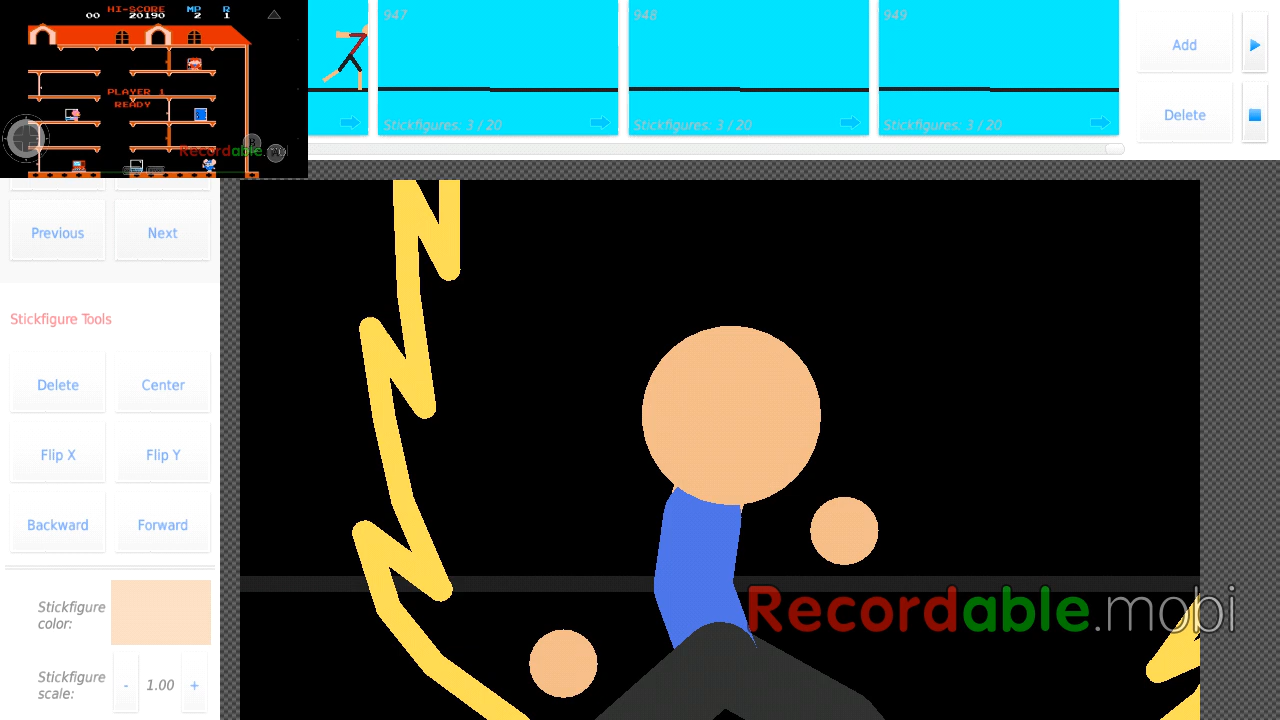 HI-SCORE MP R
00 20190 2 1
PLAYER 1
READY
Recordable
947
Stickfigures: 3 / 20
948
Stickfigures: 3 / 20
949
Stickfigures: 3 / 20
Add
Delete
Previous
Next
Stickfigure Tools
Delete
Center
Flip X
Flip Y
Backward
Forward
Stickfigure
color:
Stickfigure
scale:
-
1.00
+
Recordable.mobi